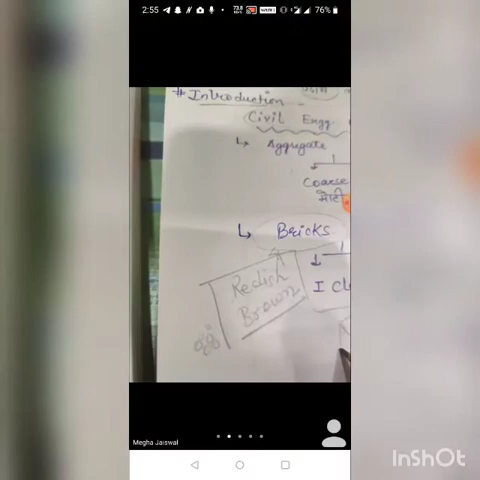 2:55
76%
# Introduction
Civil Engg.
↳ Aggregate
Coarse
मोटी
↳ Bricks
I Cl
Redish
Brown
Megha Jaiswal
InShOt